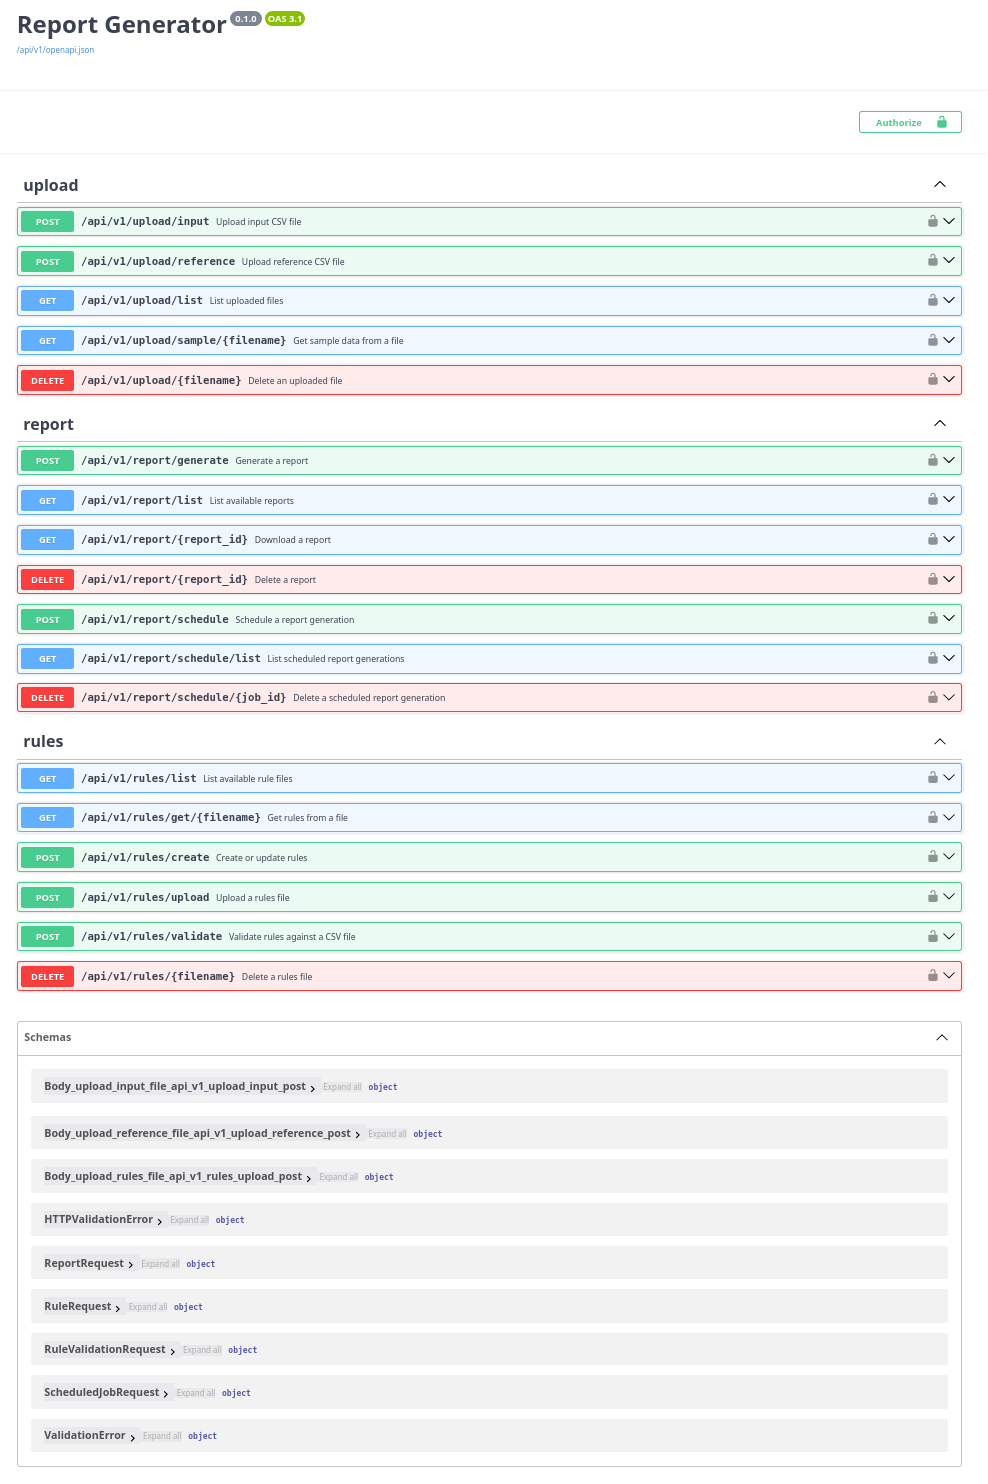 Report Generator 0.1.0 OAS 3.1
/api/v1/openapi.json
Authorize
upload
POST /api/v1/upload/input Upload input CSV file
POST /api/v1/upload/reference Upload reference CSV file
GET /api/v1/upload/list List uploaded files
GET /api/v1/upload/sample/{filename} Get sample data from a file
DELETE /api/v1/upload/{filename} Delete an uploaded file
report
POST /api/v1/report/generate Generate a report
GET /api/v1/report/list List available reports
GET /api/v1/report/{report_id} Download a report
DELETE /api/v1/report/{report_id} Delete a report
POST /api/v1/report/schedule Schedule a report generation
GET /api/v1/report/schedule/list List scheduled report generations
DELETE /api/v1/report/schedule/{job_id} Delete a scheduled report generation
rules
GET /api/v1/rules/list List available rule files
GET /api/v1/rules/get/{filename} Get rules from a file
POST /api/v1/rules/create Create or update rules
POST /api/v1/rules/upload Upload a rules file
POST /api/v1/rules/validate Validate rules against a CSV file
DELETE /api/v1/rules/{filename} Delete a rules file
Schemas
Body_upload_input_file_api_v1_upload_input_post Expand all object
Body_upload_reference_file_api_v1_upload_reference_post Expand all object
Body_upload_rules_file_api_v1_rules_upload_post Expand all object
HTTPValidationError Expand all object
ReportRequest Expand all object
RuleRequest Expand all object
RuleValidationRequest Expand all object
ScheduledJobRequest Expand all object
ValidationError Expand all object